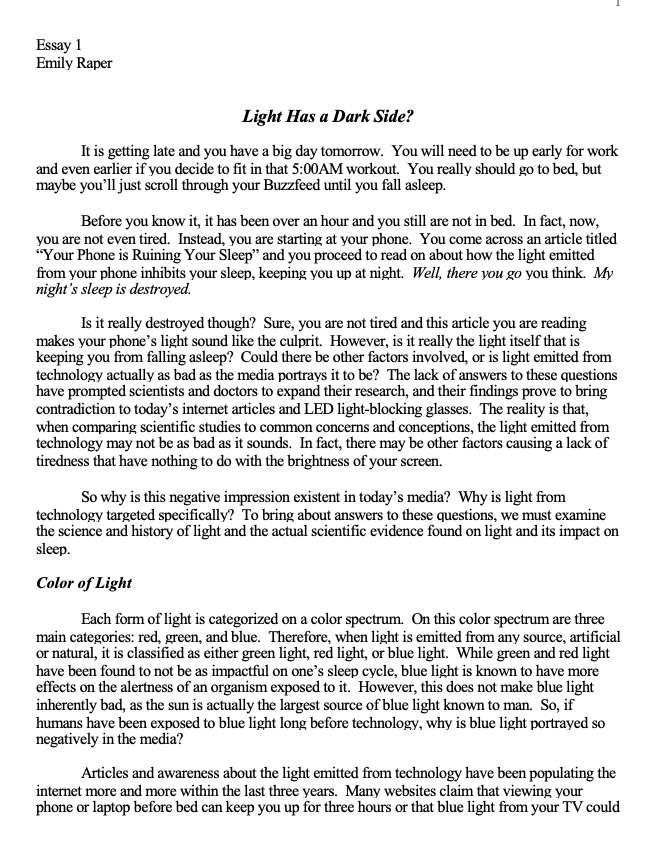 1
Essay 1
Emily Raper
Light Has a Dark Side?
It is getting late and you have a big day tomorrow. You will need to be up early for work
and even earlier if you decide to fit in that 5:00AM workout. You really should go to bed, but
maybe you'll just scroll through your Buzzfeed until you fall asleep.
Before you know it, it has been over an hour and you still are not in bed. In fact, now,
you are not even tired. Instead, you are starting at your phone. You come across an article titled
“Your Phone is Ruining Your Sleep” and you proceed to read on about how the light emitted
from your phone inhibits your sleep, keeping you up at night. Well, there you go you think. My
night's sleep is destroyed.
Is it really destroyed though? Sure, you are not tired and this article you are reading
makes your phone's light sound like the culprit. However, is it really the light itself that is
keeping you from falling asleep? Could there be other factors involved, or is light emitted from
technology actually as bad as the media portrays it to be? The lack of answers to these questions
have prompted scientists and doctors to expand their research, and their findings prove to bring
contradiction to today's internet articles and LED light-blocking glasses. The reality is that,
when comparing scientific studies to common concerns and conceptions, the light emitted from
technology may not be as bad as it sounds. In fact, there may be other factors causing a lack of
tiredness that have nothing to do with the brightness of your screen.
So why is this negative impression existent in today's media? Why is light from
technology targeted specifically? To bring about answers to these questions, we must examine
the science and history of light and the actual scientific evidence found on light and its impact on
sleep.
Color of Light
Each form of light is categorized on a color spectrum. On this color spectrum are three
main categories: red, green, and blue. Therefore, when light is emitted from any source, artificial
or natural, it is classified as either green light, red light, or blue light. While green and red light
have been found to not be as impactful on one's sleep cycle, blue light is known to have more
effects on the alertness of an organism exposed to it. However, this does not make blue light
inherently bad, as the sun is actually the largest source of blue light known to man. So, if
humans have been exposed to blue light long before technology, why is blue light portrayed so
negatively in the media?
Articles and awareness about the light emitted from technology have been populating the
internet more and more within the last three years. Many websites claim that viewing your
phone or laptop before bed can keep you up for three hours or that blue light from your TV could